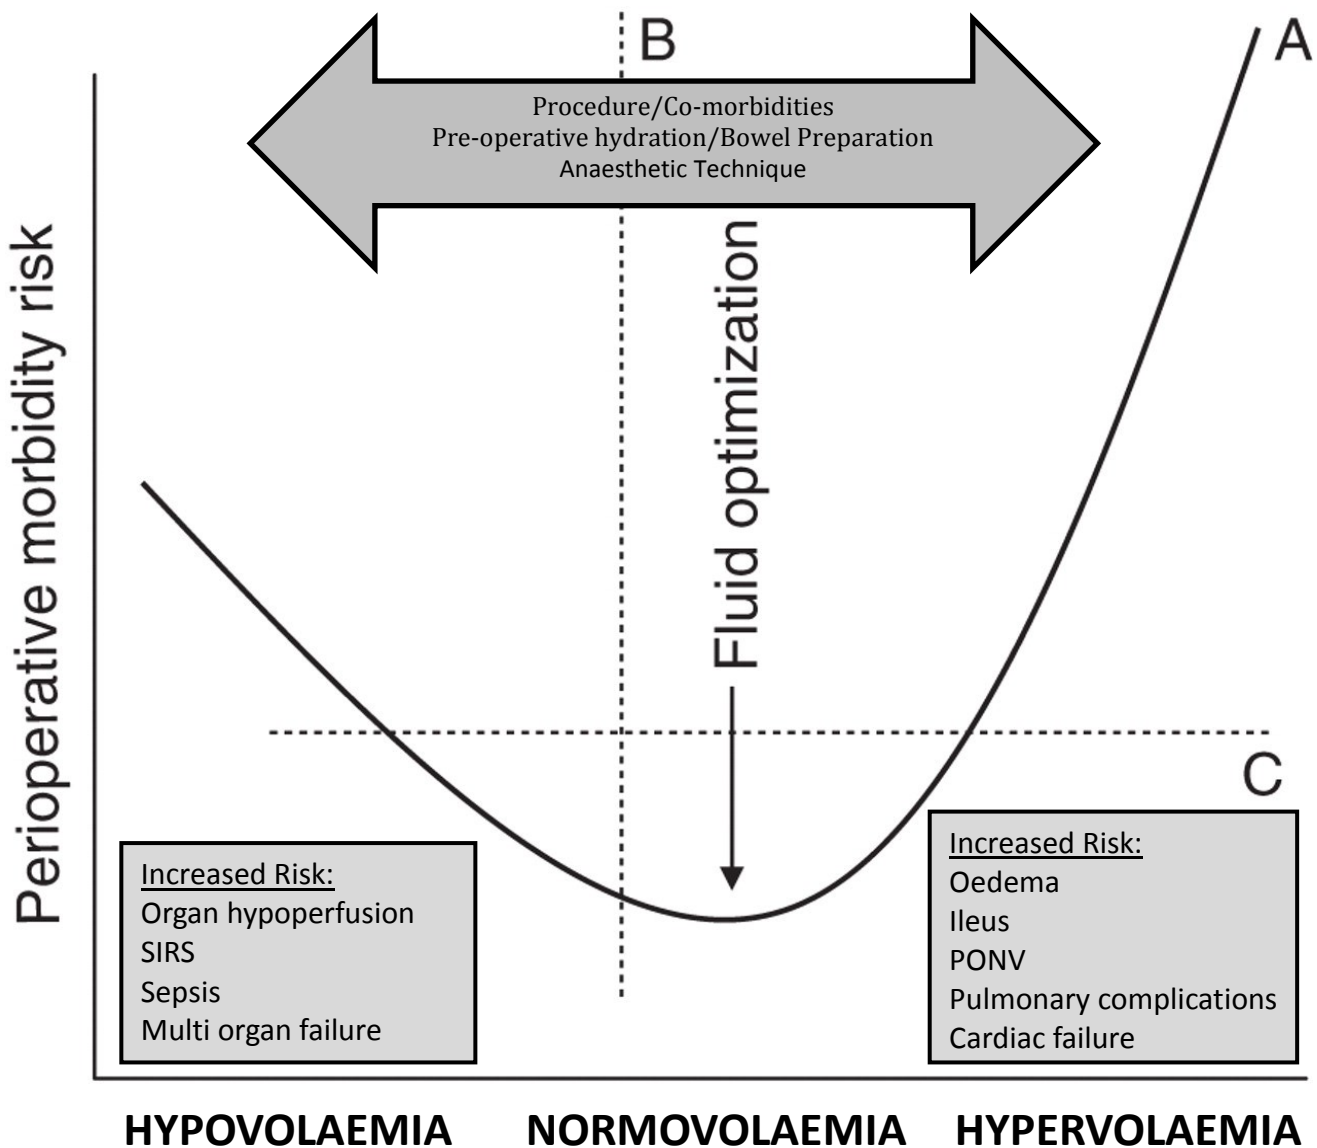 B
A
Procedure/Co-morbidities
Pre-operative hydration/Bowel Preparation
Anaesthetic Technique
Perioperative morbidity risk
Fluid optimization
C
Increased Risk:
Organ hypoperfusion
SIRS
Sepsis
Multi organ failure
Increased Risk:
Oedema
Ileus
PONV
Pulmonary complications
Cardiac failure
HYPOVOLAEMIA NORMOVOLAEMIA HYPERVOLAEMIA